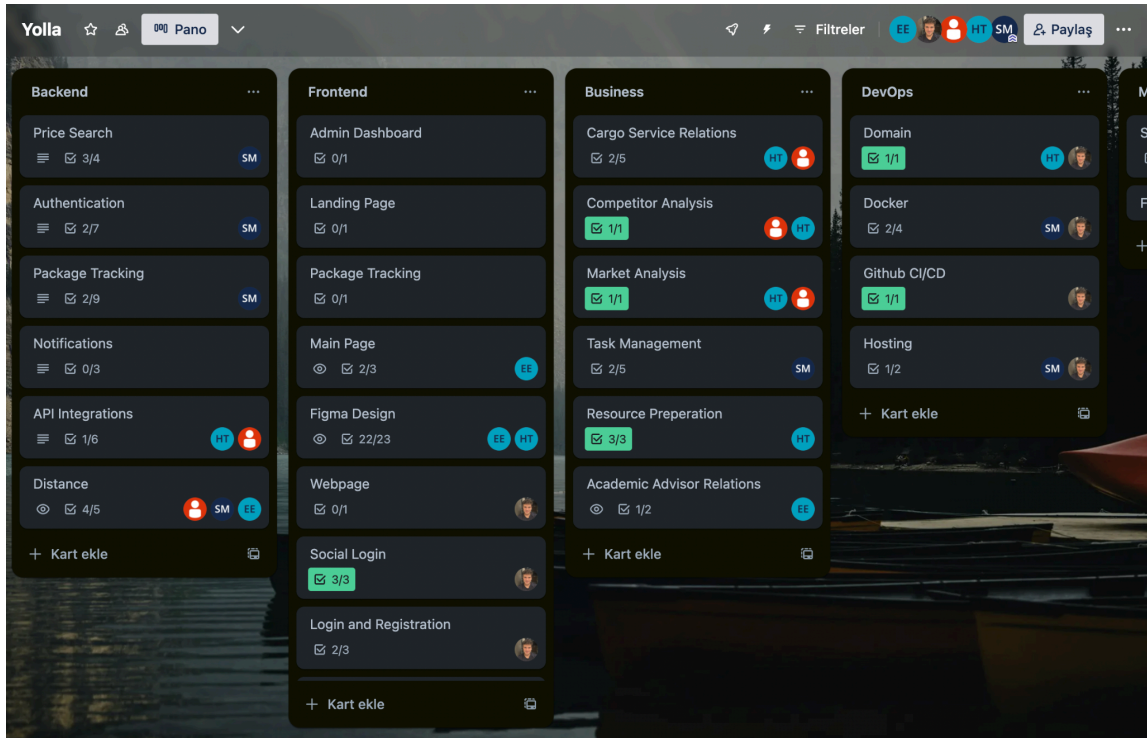 Yolla
Pano
Filtreler
EE
HT
SM
Paylaş
Backend
Price Search
3/4
SM
Authentication
2/7
SM
Package Tracking
2/9
SM
Notifications
0/3
API Integrations
1/6
HT
Distance
4/5
SM
EE
+ Kart ekle
Frontend
Admin Dashboard
0/1
Landing Page
0/1
Package Tracking
0/1
Main Page
2/3
EE
Figma Design
22/23
EE
HT
Webpage
0/1
Social Login
3/3
Login and Registration
2/3
+ Kart ekle
Business
Cargo Service Relations
2/5
HT
Competitor Analysis
1/1
HT
Market Analysis
1/1
HT
Task Management
2/5
SM
Resource Preperation
3/3
HT
Academic Advisor Relations
1/2
EE
+ Kart ekle
DevOps
Domain
1/1
HT
Docker
2/4
SM
Github CI/CD
1/1
Hosting
1/2
SM
+ Kart ekle